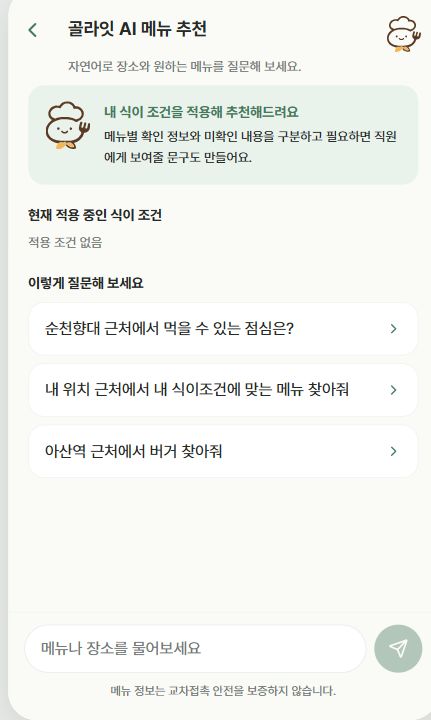 골라잇 AI 메뉴 추천
자연어로 장소와 원하는 메뉴를 질문해 보세요.
내 식이 조건을 적용해 추천해드려요
메뉴별 확인 정보와 미확인 내용을 구분하고 필요하면 직원
에게 보여줄 문구도 만들어요.
현재 적용 중인 식이 조건
적용 조건 없음
이렇게 질문해 보세요
순천향대 근처에서 먹을 수 있는 점심은?
내 위치 근처에서 내 식이조건에 맞는 메뉴 찾아줘
아산역 근처에서 버거 찾아줘
메뉴나 장소를 물어보세요
메뉴 정보는 교차접촉 안전을 보증하지 않습니다.